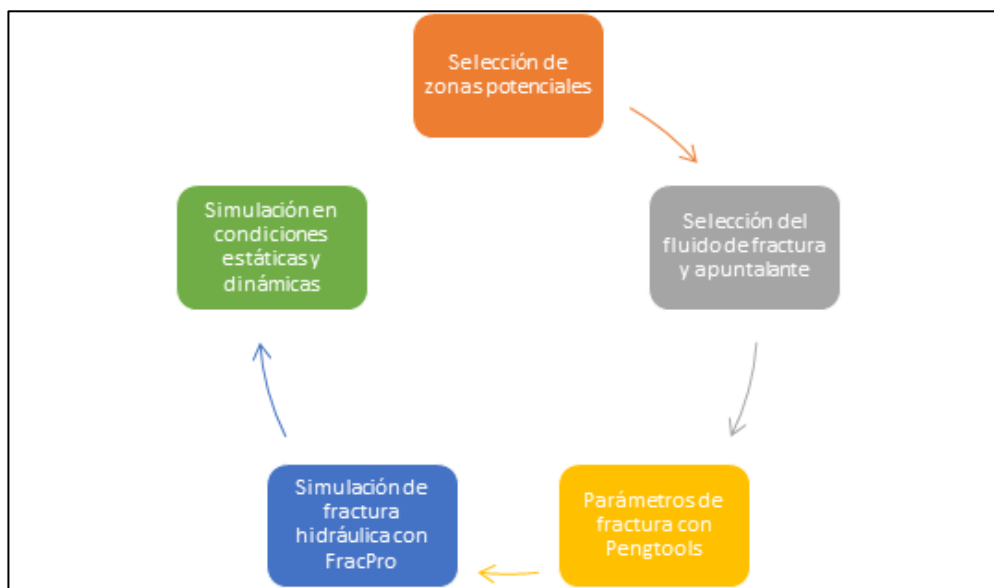 Selección de
zonas potenciales
Selección del
fluido de fractura
y apuntalante
Parámetros de
fractura con
Pengtools
Simulación de
fractura
hidráulica con
FracPro
Simulación en
condiciones
estáticas y
dinámicas